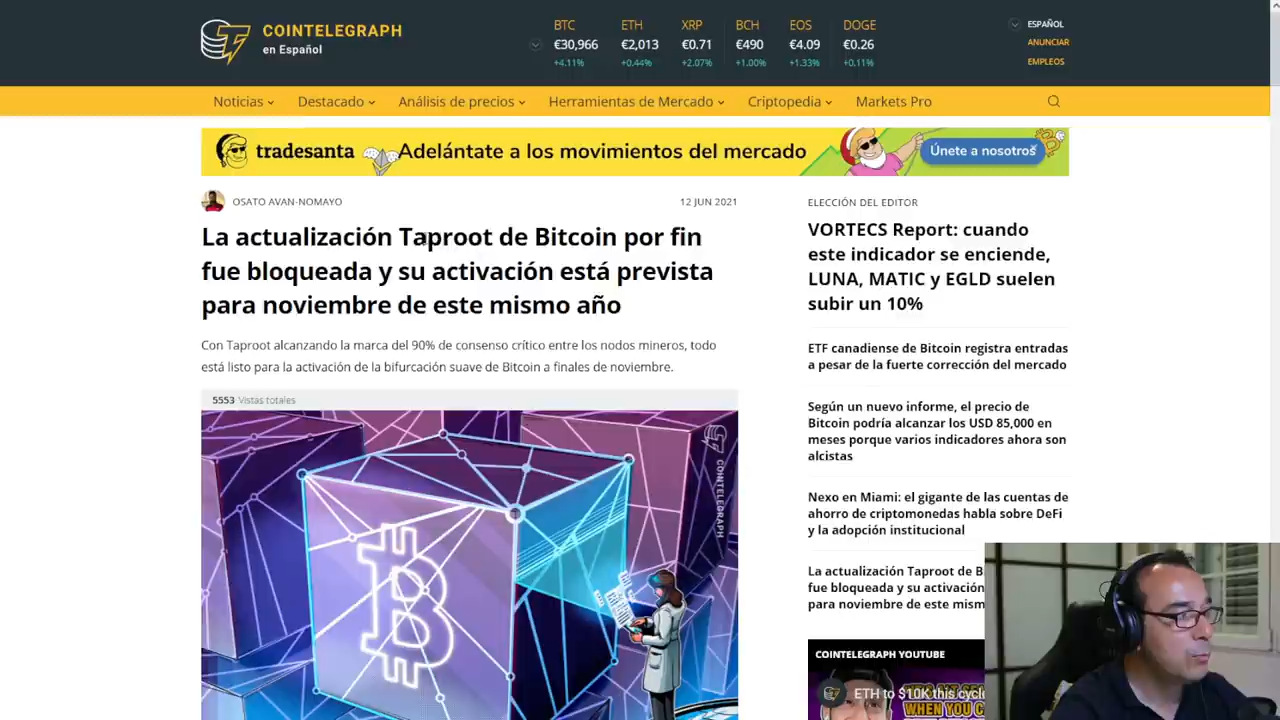 COINTELEGRAPH
en Español
BTC ETH XRP BCH EOS DOGE
€30,966 €2,013 €0.71 €490 €4.09 €0.26
+4.11% +0.44% +2.07% +1.00% +1.33% +0.11%
ESPAÑOL
ANUNCIAR
EMPLEOS
Noticias Destacado Análisis de precios Herramientas de Mercado Criptopedia Markets Pro
tradesanta Adelántate a los movimientos del mercado Únete a nosotros
OSATO AVAN-NOMAYO 12 JUN 2021
La actualización Taproot de Bitcoin por fin
fue bloqueada y su activación está prevista
para noviembre de este mismo año
Con Taproot alcanzando la marca del 90% de consenso crítico entre los nodos mineros, todo
está listo para la activación de la bifurcación suave de Bitcoin a finales de noviembre.
5553 Vistas totales
COINTELEGRAPH
ELECCIÓN DEL EDITOR
VORTECS Report: cuando
este indicador se enciende,
LUNA, MATIC y EGLD suelen
subir un 10%
ETF canadiense de Bitcoin registra entradas
a pesar de la fuerte corrección del mercado
Según un nuevo informe, el precio de
Bitcoin podría alcanzar los USD 85,000 en
meses porque varios indicadores ahora son
alcistas
Nexo en Miami: el gigante de las cuentas de
ahorro de criptomonedas habla sobre DeFi
y la adopción institucional
La actualización Taproot de B
fue bloqueada y su activación
para noviembre de este mism
COINTELEGRAPH YOUTUBE
ETH to $10K this cycl
WHEN YOU C